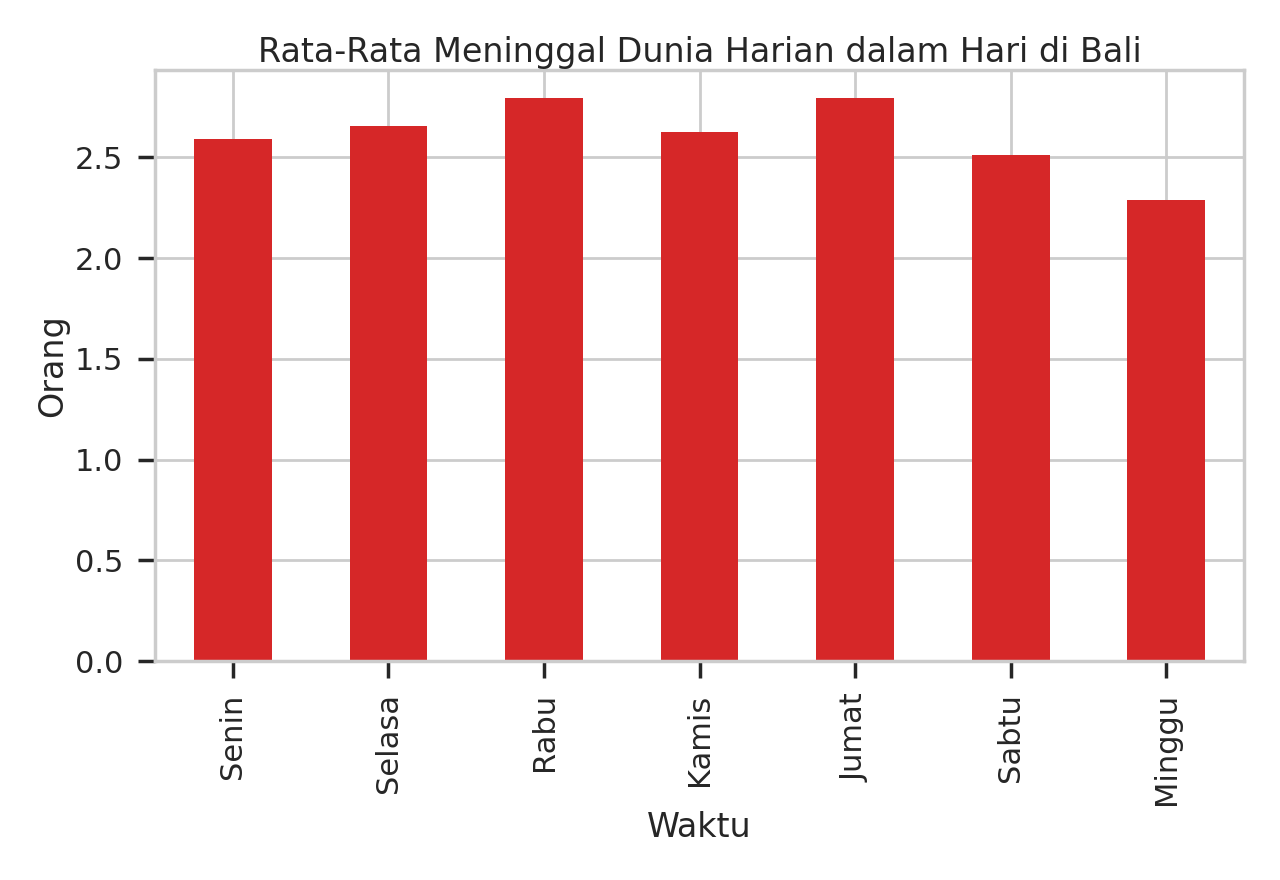 Rata-Rata Meninggal Dunia Harian dalam Hari di Bali
Orang
2.5
2.0
1.5
1.0
0.5
0.0
Senin
Selasa
Rabu
Kamis
Jumat
Sabtu
Minggu
Waktu